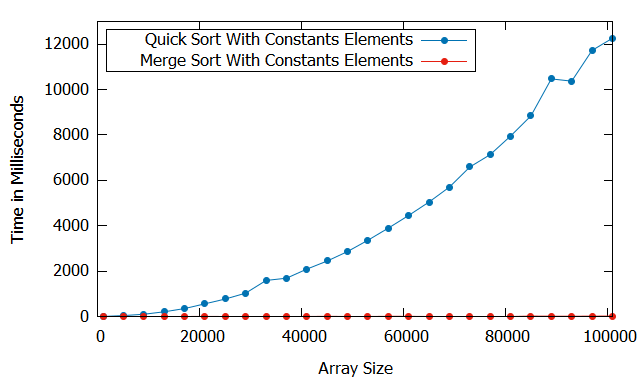 12000
10000
8000
6000
4000
2000
0
Time in Milliseconds
Quick Sort With Constants Elements
Merge Sort With Constants Elements
0 20000 40000 60000 80000 100000
Array Size